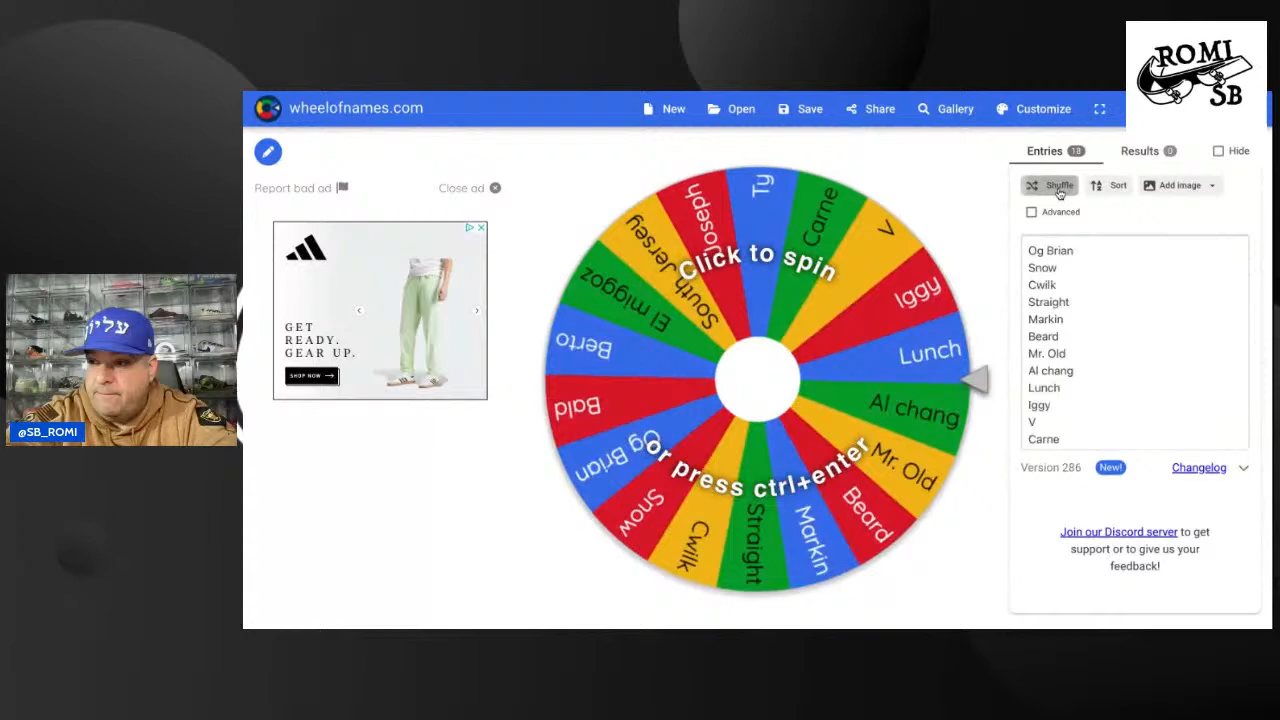 ROMI
SB
wheelofnames.com
New
Open
Save
Share
Gallery
Customize
Report bad ad
Close ad
GET
READY.
GEAR UP.
SHOP NOW
Click to spin
or press ctrl+enter
Ty
Carne
V
Iggy
Lunch
Al chang
Mr. Old
Beard
Markin
Straight
Cwilk
Snow
Og Brian
Bald
Berto
El miggoz
South Jersey
Joseph
Entries 18
Results 0
Hide
Shuffle
Sort
Add image
Advanced
Og Brian
Snow
Cwilk
Straight
Markin
Beard
Mr. Old
Al chang
Lunch
Iggy
V
Carne
Version 286 New! Changelog
Join our Discord server to get
support or to give us your
feedback!
עליון
@SB_ROMI